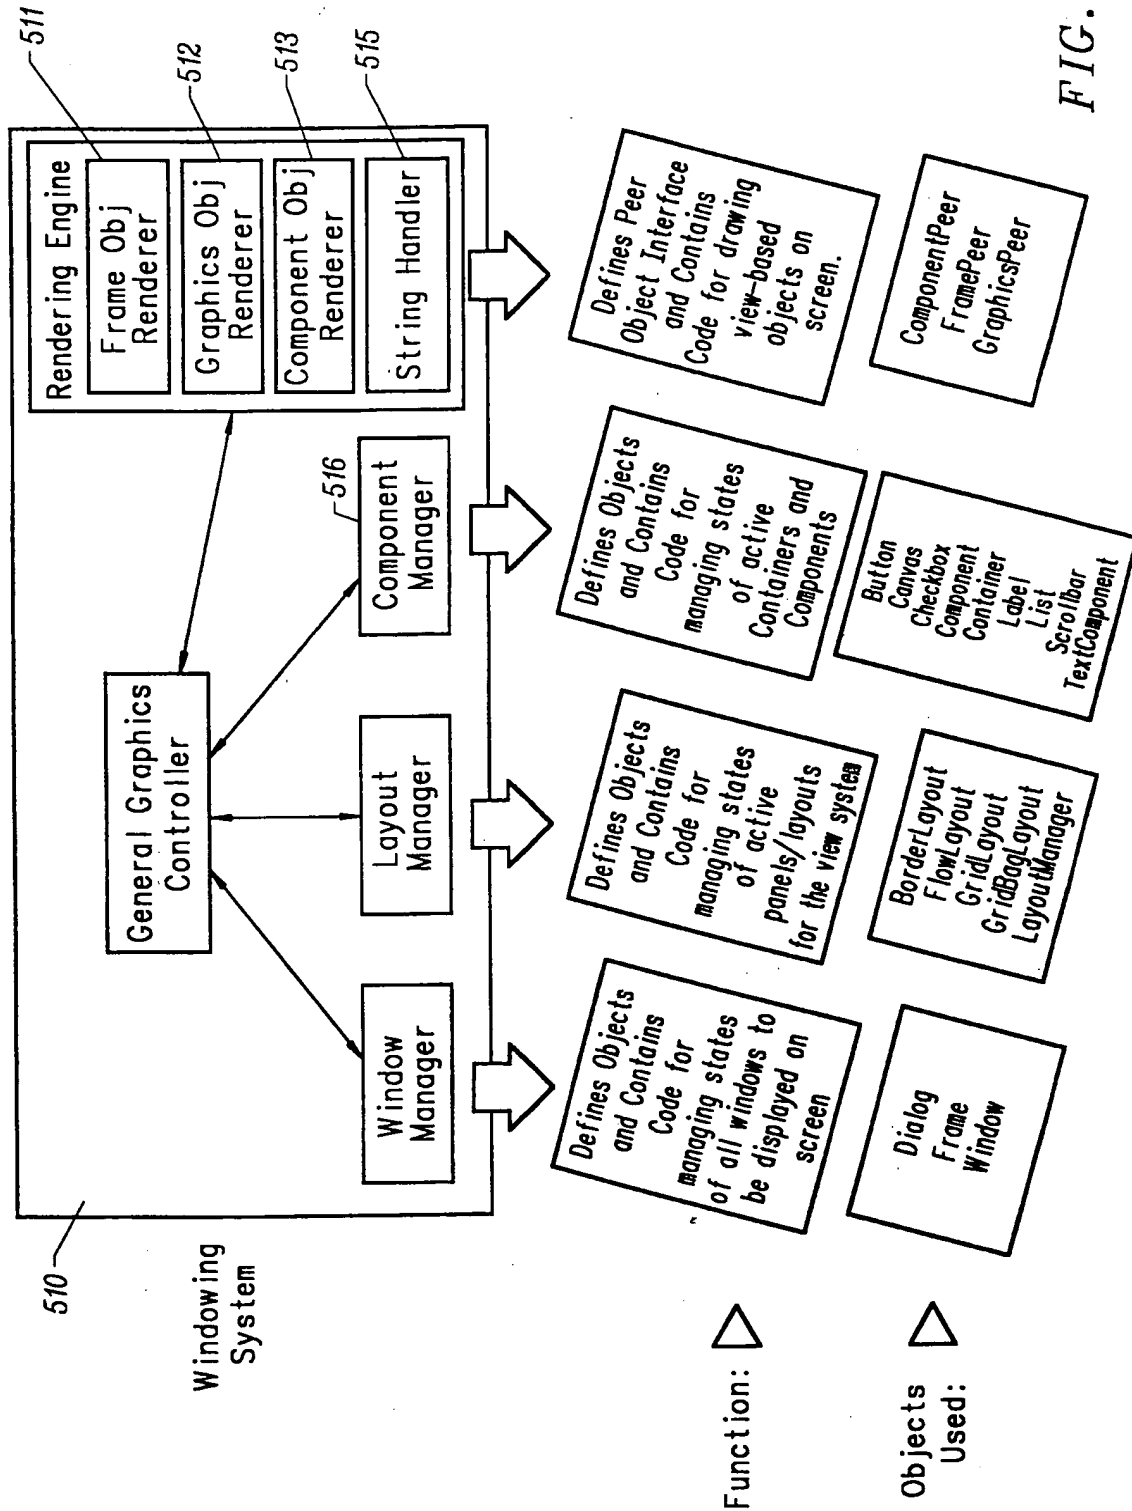 510
Windowing
System
General Graphics
Controller
Window
Manager
Layout
Manager
Component
Manager
516
Rendering Engine
Frame Obj
Renderer
511
Graphics Obj
Renderer
512
Component Obj
Renderer
513
String Handler
515
Function:
Defines Objects
and Contains
Code for
managing states
of all windows to
be displayed on
screen
Defines Objects
and Contains
Code for
managing states
of active
panels/layouts
for the view system
Defines Objects
and Contains
Code for
managing states
of active
Containers and
Components
Defines Peer
Object Interface
and Contains
Code for drawing
view-based
objects on
screen.
Objects
Used:
Dialog
Frame
Window
BorderLayout
FlowLayout
GridLayout
GridBagLayout
LayoutManager
Button
Canvas
Checkbox
Component
Container
Label
List
Scrollbar
TextComponent
ComponentPeer
FramePeer
GraphicsPeer
FIG.